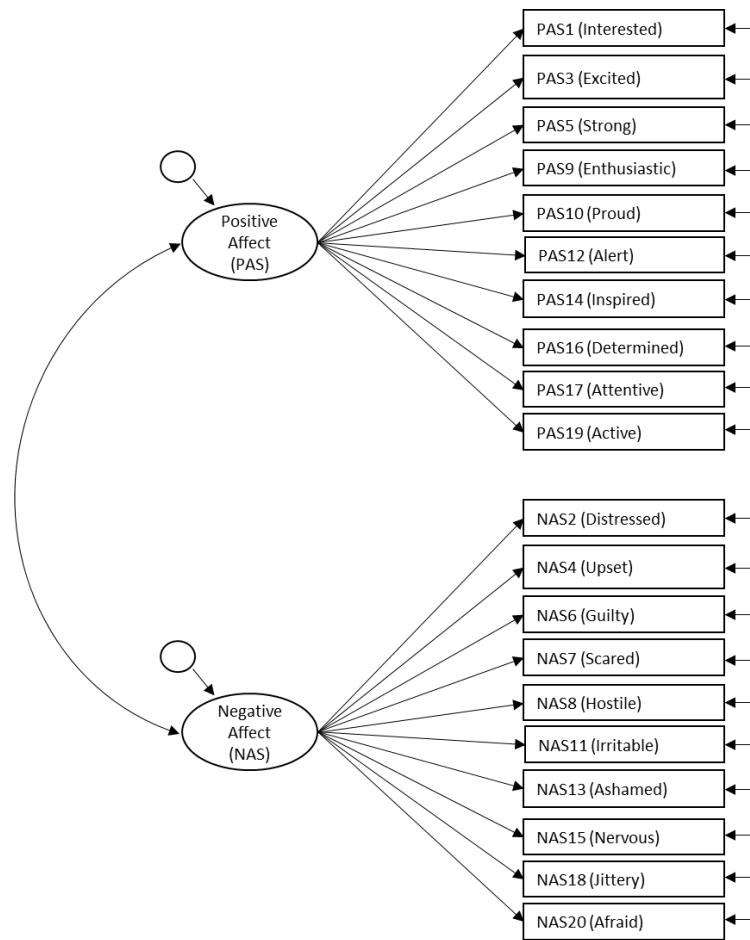 PAS1 (Interested)
PAS3 (Excited)
PAS5 (Strong)
PAS9 (Enthusiastic)
PAS10 (Proud)
PAS12 (Alert)
PAS14 (Inspired)
PAS16 (Determined)
PAS17 (Attentive)
PAS19 (Active)
Positive
Affect
(PAS)
NAS2 (Distressed)
NAS4 (Upset)
NAS6 (Guilty)
NAS7 (Scared)
NAS8 (Hostile)
NAS11 (Irritable)
NAS13 (Ashamed)
NAS15 (Nervous)
NAS18 (Jittery)
NAS20 (Afraid)
Negative
Affect
(NAS)